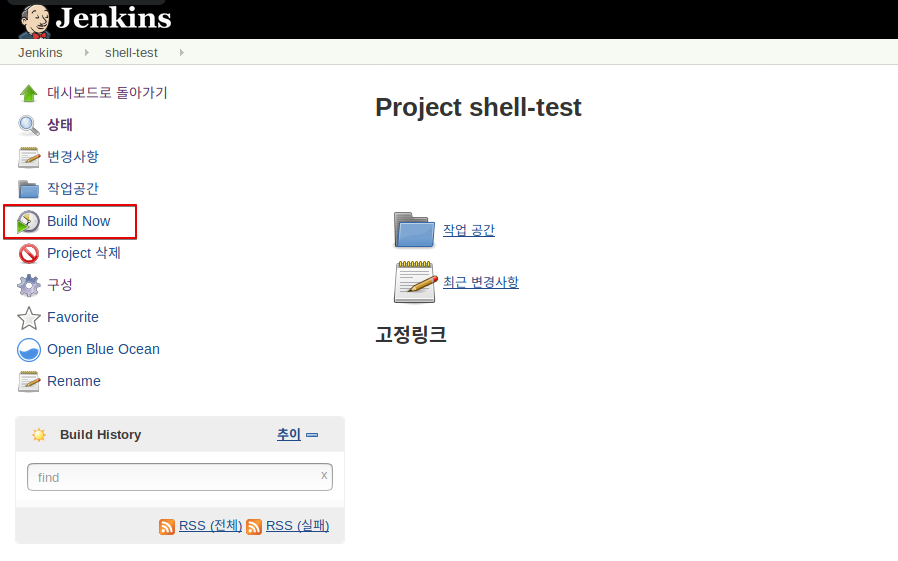 Jenkins
Jenkins
shell-test
대시보드로 돌아가기
상태
변경사항
작업공간
Build Now
Project 삭제
구성
Favorite
Open Blue Ocean
Rename
Build History 추이
find x
RSS (전체) RSS (실패)
Project shell-test
작업 공간
최근 변경사항
고정링크